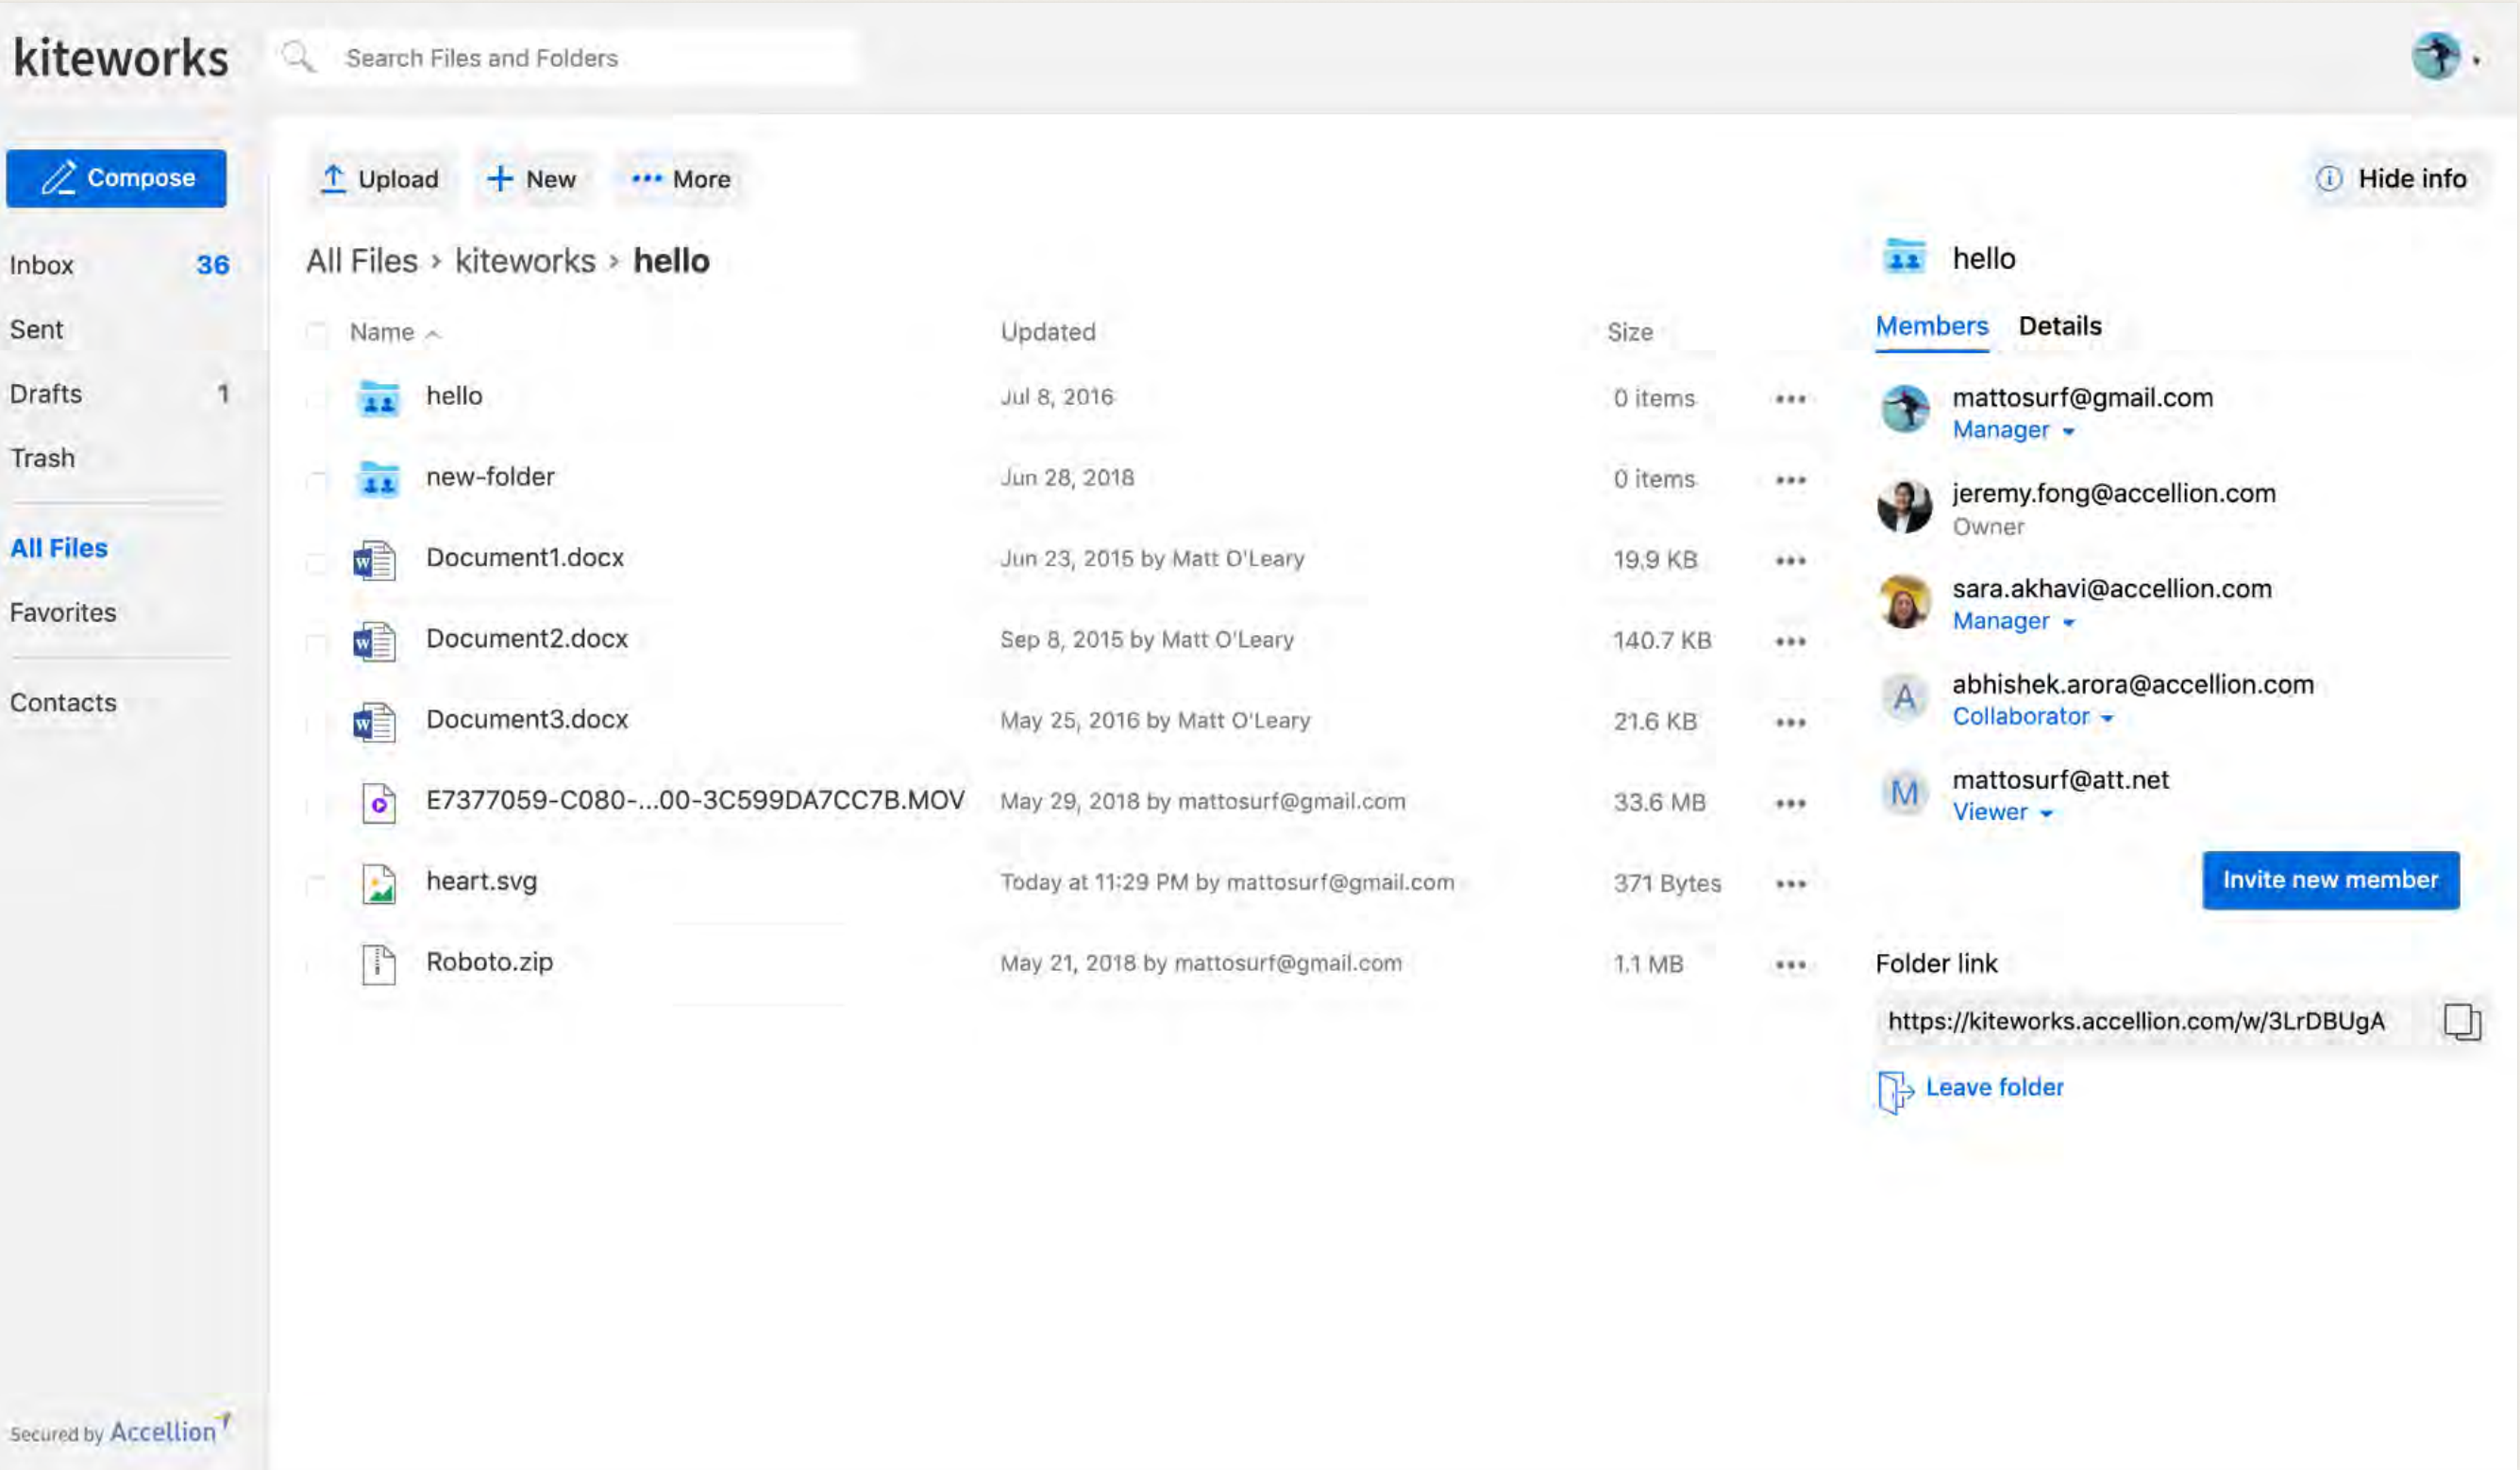 kiteworks
Search Files and Folders
Compose
Inbox 36
Sent
Drafts 1
Trash
All Files
Favorites
Contacts
Secured by Accellion
Upload
New
More
Hide info
All Files › kiteworks › hello
Name Updated Size
hello Jul 8, 2016 0 items
new-folder Jun 28, 2018 0 items
Document1.docx Jun 23, 2015 by Matt O'Leary 19.9 KB
Document2.docx Sep 8, 2015 by Matt O'Leary 140.7 KB
Document3.docx May 25, 2016 by Matt O'Leary 21.6 KB
E7377059-C080-...00-3C599DA7CC7B.MOV May 29, 2018 by mattosurf@gmail.com 33.6 MB
heart.svg Today at 11:29 PM by mattosurf@gmail.com 371 Bytes
Roboto.zip May 21, 2018 by mattosurf@gmail.com 1.1 MB
hello
Members Details
mattosurf@gmail.com
Manager
jeremy.fong@accellion.com
Owner
sara.akhavi@accellion.com
Manager
A
abhishek.arora@accellion.com
Collaborator
M
mattosurf@att.net
Viewer
Invite new member
Folder link
https://kiteworks.accellion.com/w/3LrDBUgA
Leave folder